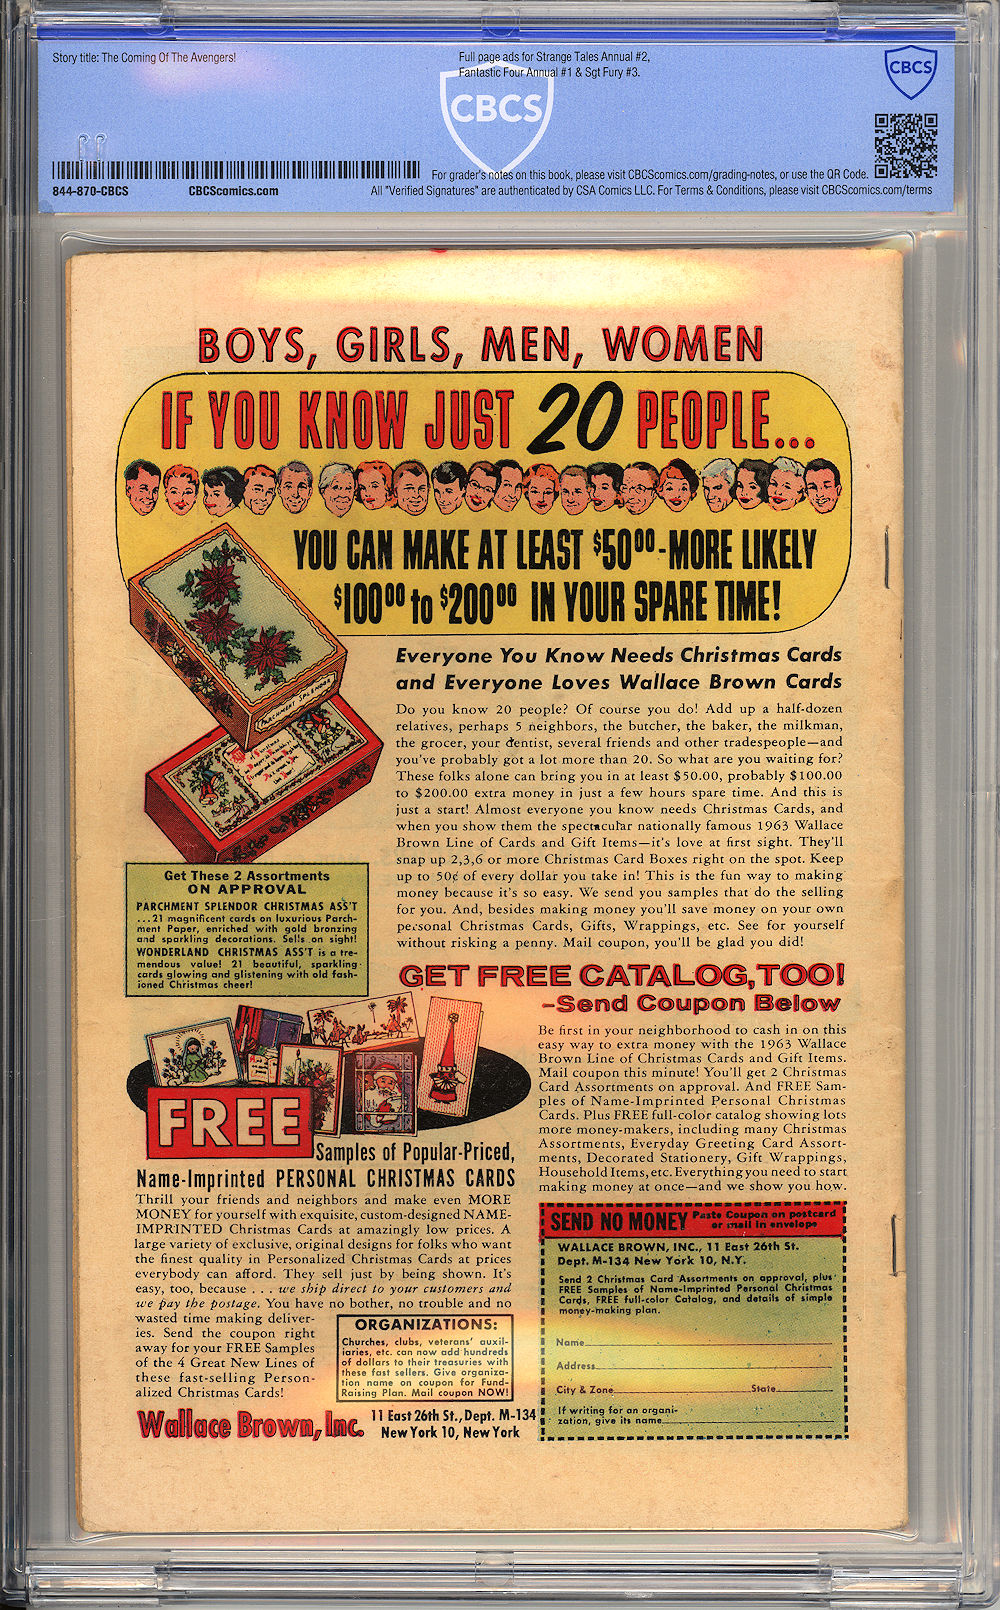 Story title: The Coming Of The Avengers!
Full page ads for Strange Tales Annual #2,
Fantastic Four Annual #1 & Sgt Fury #3.
CBCS
CBCS
For grader's notes on this book, please visit CBCScomics.com/grading-notes, or use the QR Code.
844-870-CBCS
CBCScomics.com
All "Verified Signatures" are authenticated by CSA Comics LLC. For Terms & Conditions, please visit CBCScomics.com/terms
BOYS, GIRLS, MEN, WOMEN
IF YOU KNOW JUST 20 PEOPLE...
YOU CAN MAKE AT LEAST $5000-MORE LIKELY
$10000 to $20000 IN YOUR SPARE TIME!
PARCHMENT SPLENDOR
Everyone You Know Needs Christmas Cards
and Everyone Loves Wallace Brown Cards
Do you know 20 people? Of course you do! Add up a half-dozen
relatives, perhaps 5 neighbors, the butcher, the baker, the milkman,
the grocer, your dentist, several friends and other tradespeople—and
you've probably got a lot more than 20. So what are you waiting for?
These folks alone can bring you in at least $50.00, probably $100.00
to $200.00 extra money in just a few hours spare time. And this is
just a start! Almost everyone you know needs Christmas Cards, and
when you show them the spectacular nationally famous 1963 Wallace
Brown Line of Cards and Gift Items—it's love at first sight. They'll
snap up 2,3,6 or more Christmas Card Boxes right on the spot. Keep
up to 50¢ of every dollar you take in! This is the fun way to making
money because it's so easy. We send you samples that do the selling
for you. And, besides making money you'll save money on your own
personal Christmas Cards, Gifts, Wrappings, etc. See for yourself
without risking a penny. Mail coupon, you'll be glad you did!
Get These 2 Assortments
ON APPROVAL
PARCHMENT SPLENDOR CHRISTMAS ASS'T
...21 magnificent cards on luxurious Parch-
ment Paper, enriched with gold bronzing
and sparkling decorations. Sells on sight!
WONDERLAND CHRISTMAS ASS'T is a tre-
mendous value! 21 beautiful, sparkling
cards glowing and glistening with old fash-
ioned Christmas cheer!
GET FREE CATALOG, TOO!
–Send Coupon Below
Be first in your neighborhood to cash in on this
easy way to extra money with the 1963 Wallace
Brown Line of Christmas Cards and Gift Items.
Mail coupon this minute! You'll get 2 Christmas
Card Assortments on approval. And FREE Sam-
ples of Name-Imprinted Personal Christmas
Cards. Plus FREE full-color catalog showing lots
more money-makers, including many Christmas
Assortments, Everyday Greeting Card Assort-
ments, Decorated Stationery, Gift Wrappings,
Household Items, etc. Everything you need to start
making money at once—and we show you how.
FREE
Samples of Popular-Priced,
Name-Imprinted PERSONAL CHRISTMAS CARDS
Thrill your friends and neighbors and make even MORE
MONEY for yourself with exquisite, custom-designed NAME-
IMPRINTED Christmas Cards at amazingly low prices. A
large variety of exclusive, original designs for folks who want
the finest quality in Personalized Christmas Cards at prices
everybody can afford. They sell just by being shown. It's
easy, too, because . . . we ship direct to your customers and
we pay the postage. You have no bother, no trouble and no
wasted time making deliver-
ies. Send the coupon right
away for your FREE Samples
of the 4 Great New Lines of
these fast-selling Person-
alized Christmas Cards!
ORGANIZATIONS:
Churches, clubs, veterans' auxil-
iaries, etc. can now add hundreds
of dollars to their treasuries with
these fast sellers. Give organiza-
tion name on coupon for Fund-
Raising Plan. Mail coupon NOW!
Wallace Brown, Inc.
11 East 26th St., Dept. M-134
New York 10, New York
SEND NO MONEY Paste Coupon on postcard
or mail in envelope
WALLACE BROWN, INC., 11 East 26th St.
Dept. M-134 New York 10, N.Y.
Send 2 Christmas Card Assortments on approval, plus
FREE Samples of Name-Imprinted Personal Christmas
Cards, FREE full-color Catalog, and details of simple
money-making plan.
Name
Address
City & Zone State
If writing for an organi-
zation, give its name